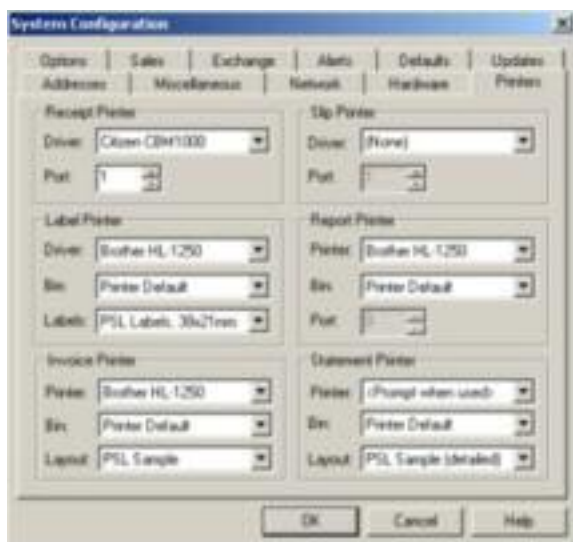 System Configuration
Options Sales Exchange Alerts Defaults Updates
Addresses Miscellaneous Network Hardware Printers
Receipt Printer
Driver: Citizen CBM1000
Port: 1
Slip Printer
Driver: (None)
Port:
Label Printer
Driver: Brother HL-1250
Bin: Printer Default
Labels: PSL Labels, 38x21mm
Report Printer
Printer: Brother HL-1250
Bin: Printer Default
Port:
Invoice Printer
Printer: Brother HL-1250
Bin: Printer Default
Layout: PSL Sample
Statement Printer
Printer: <Prompt when used>
Bin: Printer Default
Layout: PSL Sample (detailed)
OK Cancel Help